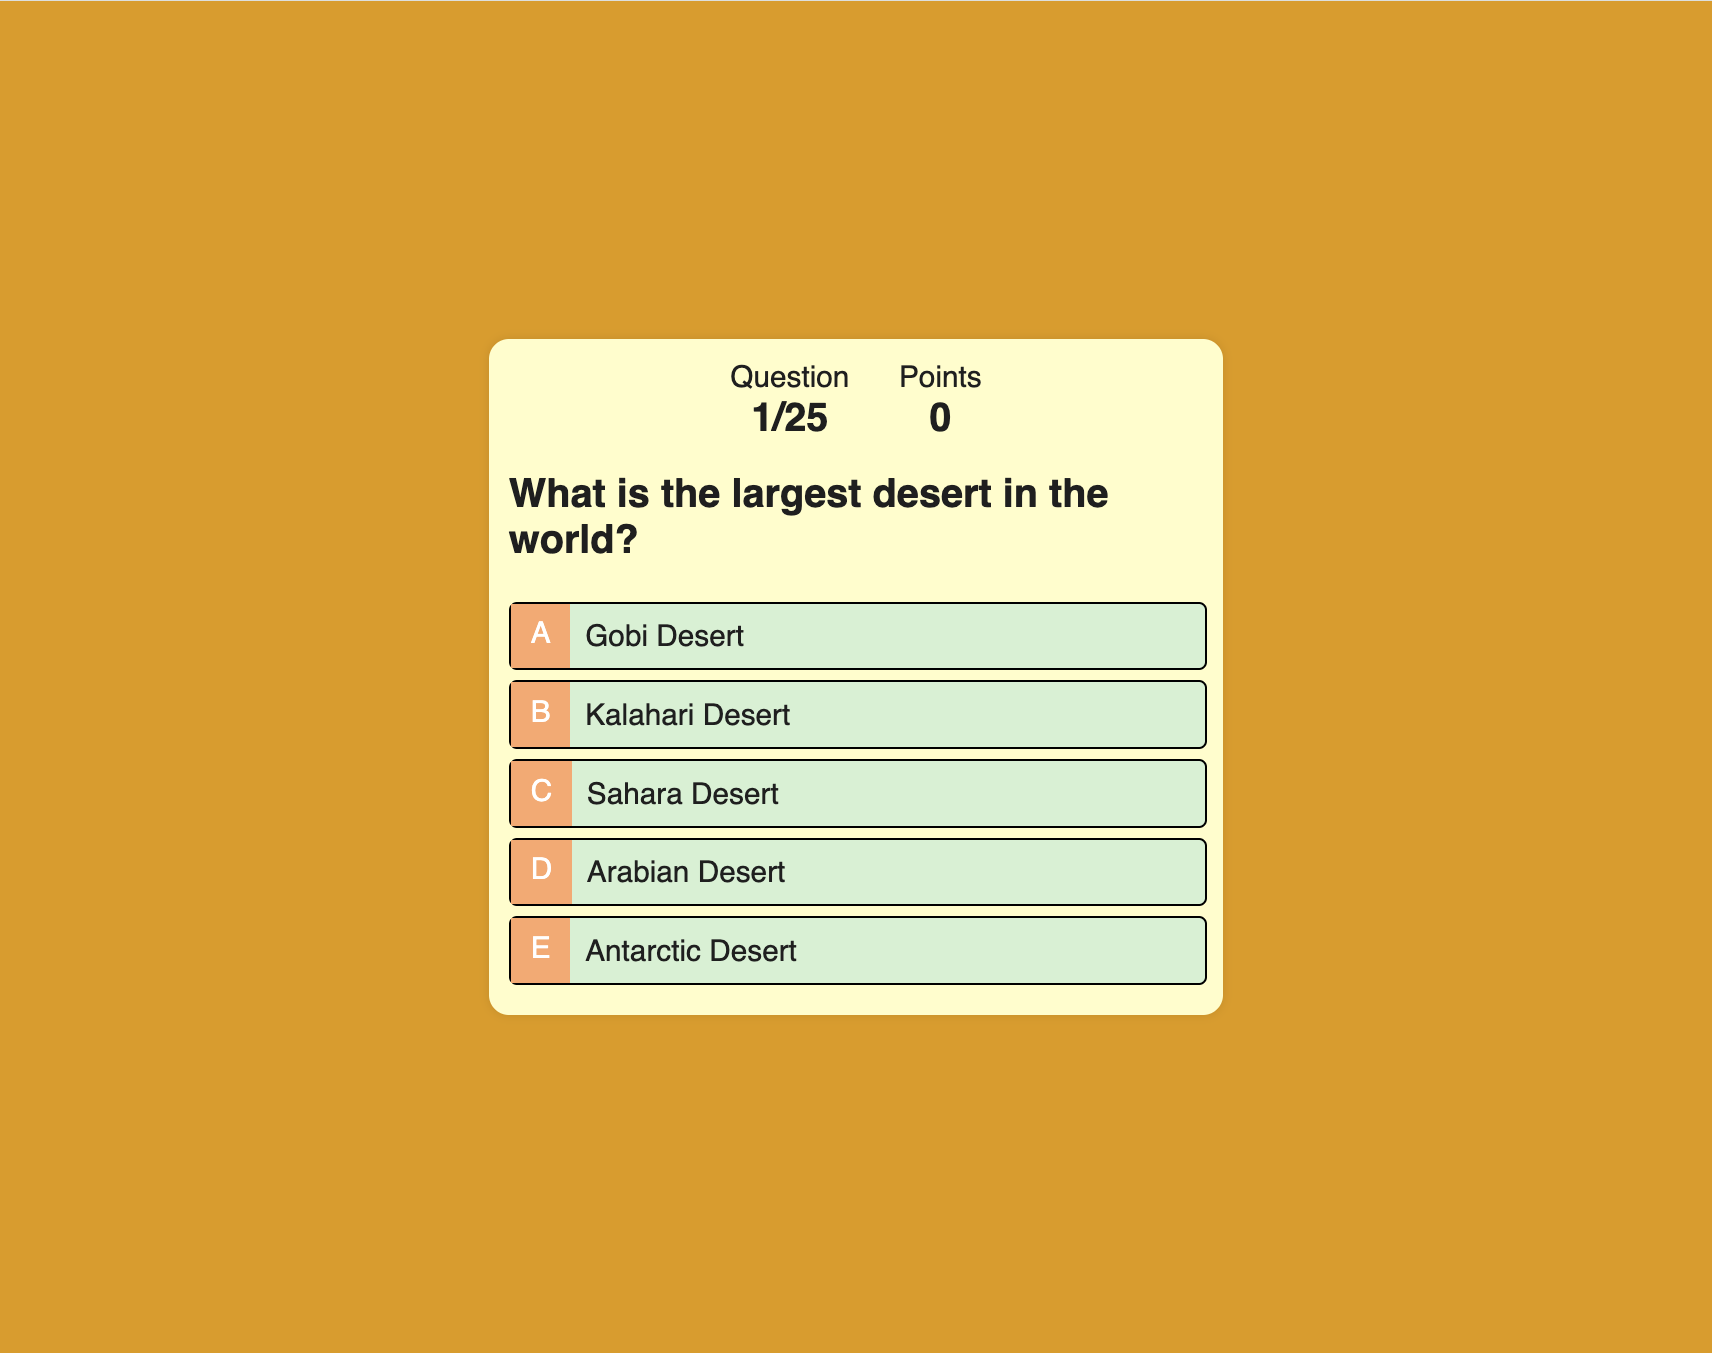 Question Points
1/25 0
What is the largest desert in the
world?
A Gobi Desert
B Kalahari Desert
C Sahara Desert
D Arabian Desert
E Antarctic Desert